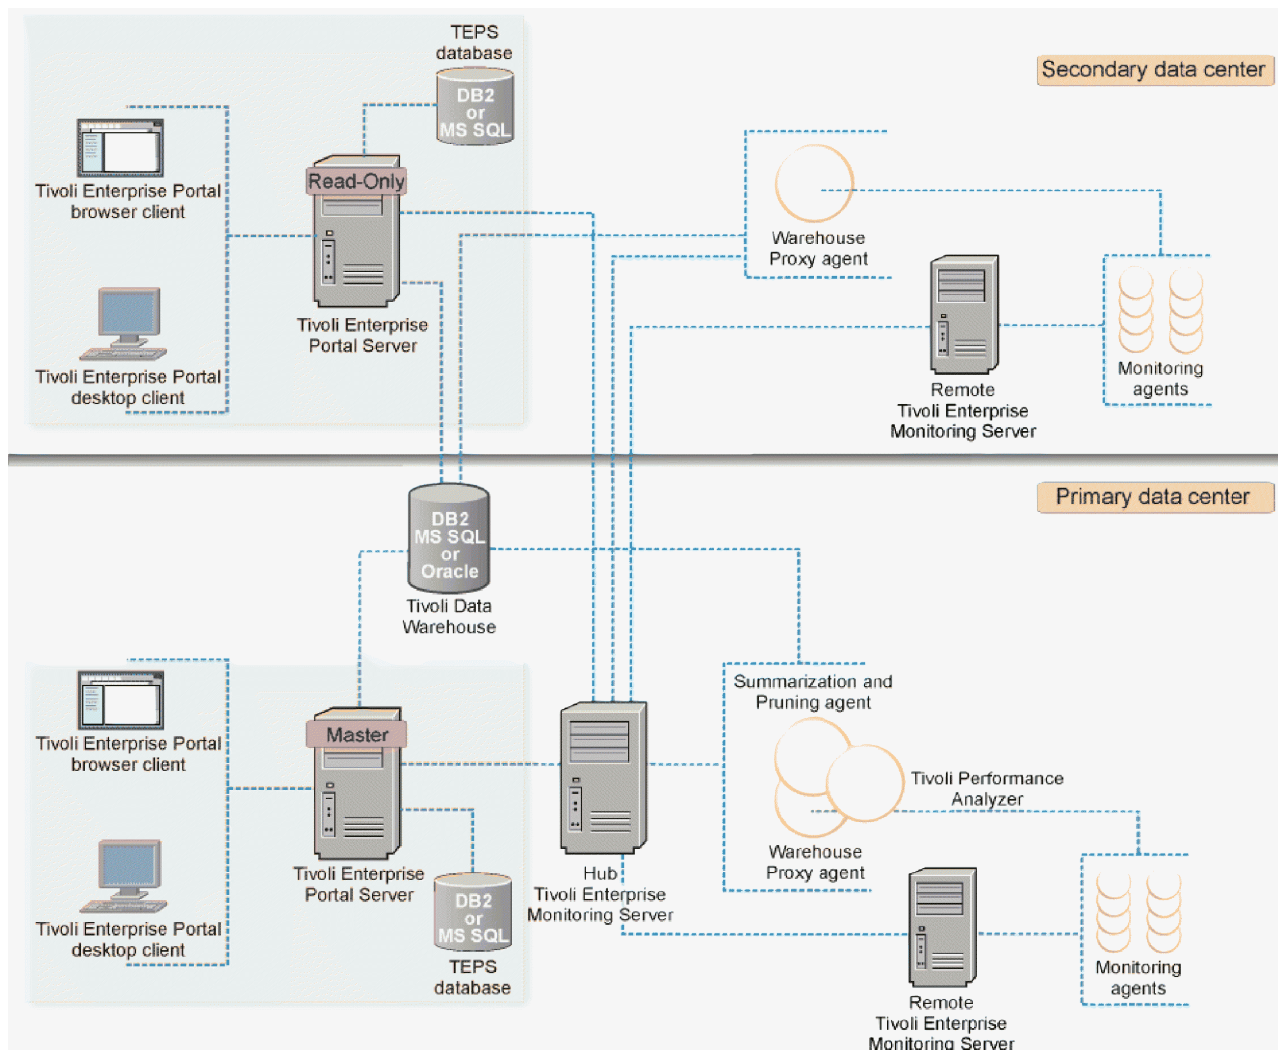 TEPS
database
DB2
or
MS SQL
Secondary data center
Tivoli Enterprise Portal
browser client
Read-Only
Warehouse
Proxy agent
Tivoli Enterprise
Portal Server
Tivoli Enterprise Portal
desktop client
Monitoring
agents
Remote
Tivoli Enterprise
Monitoring Server
Primary data center
DB2
MS SQL
or
Oracle
Tivoli Data
Warehouse
Summarization and
Pruning agent
Tivoli Enterprise Portal
browser client
Master
Tivoli Performance
Analyzer
Warehouse
Proxy agent
Tivoli Enterprise
Portal Server
Hub
Tivoli Enterprise
Monitoring Server
DB2
or
MS SQL
TEPS
database
Tivoli Enterprise Portal
desktop client
Monitoring
agents
Remote
Tivoli Enterprise
Monitoring Server